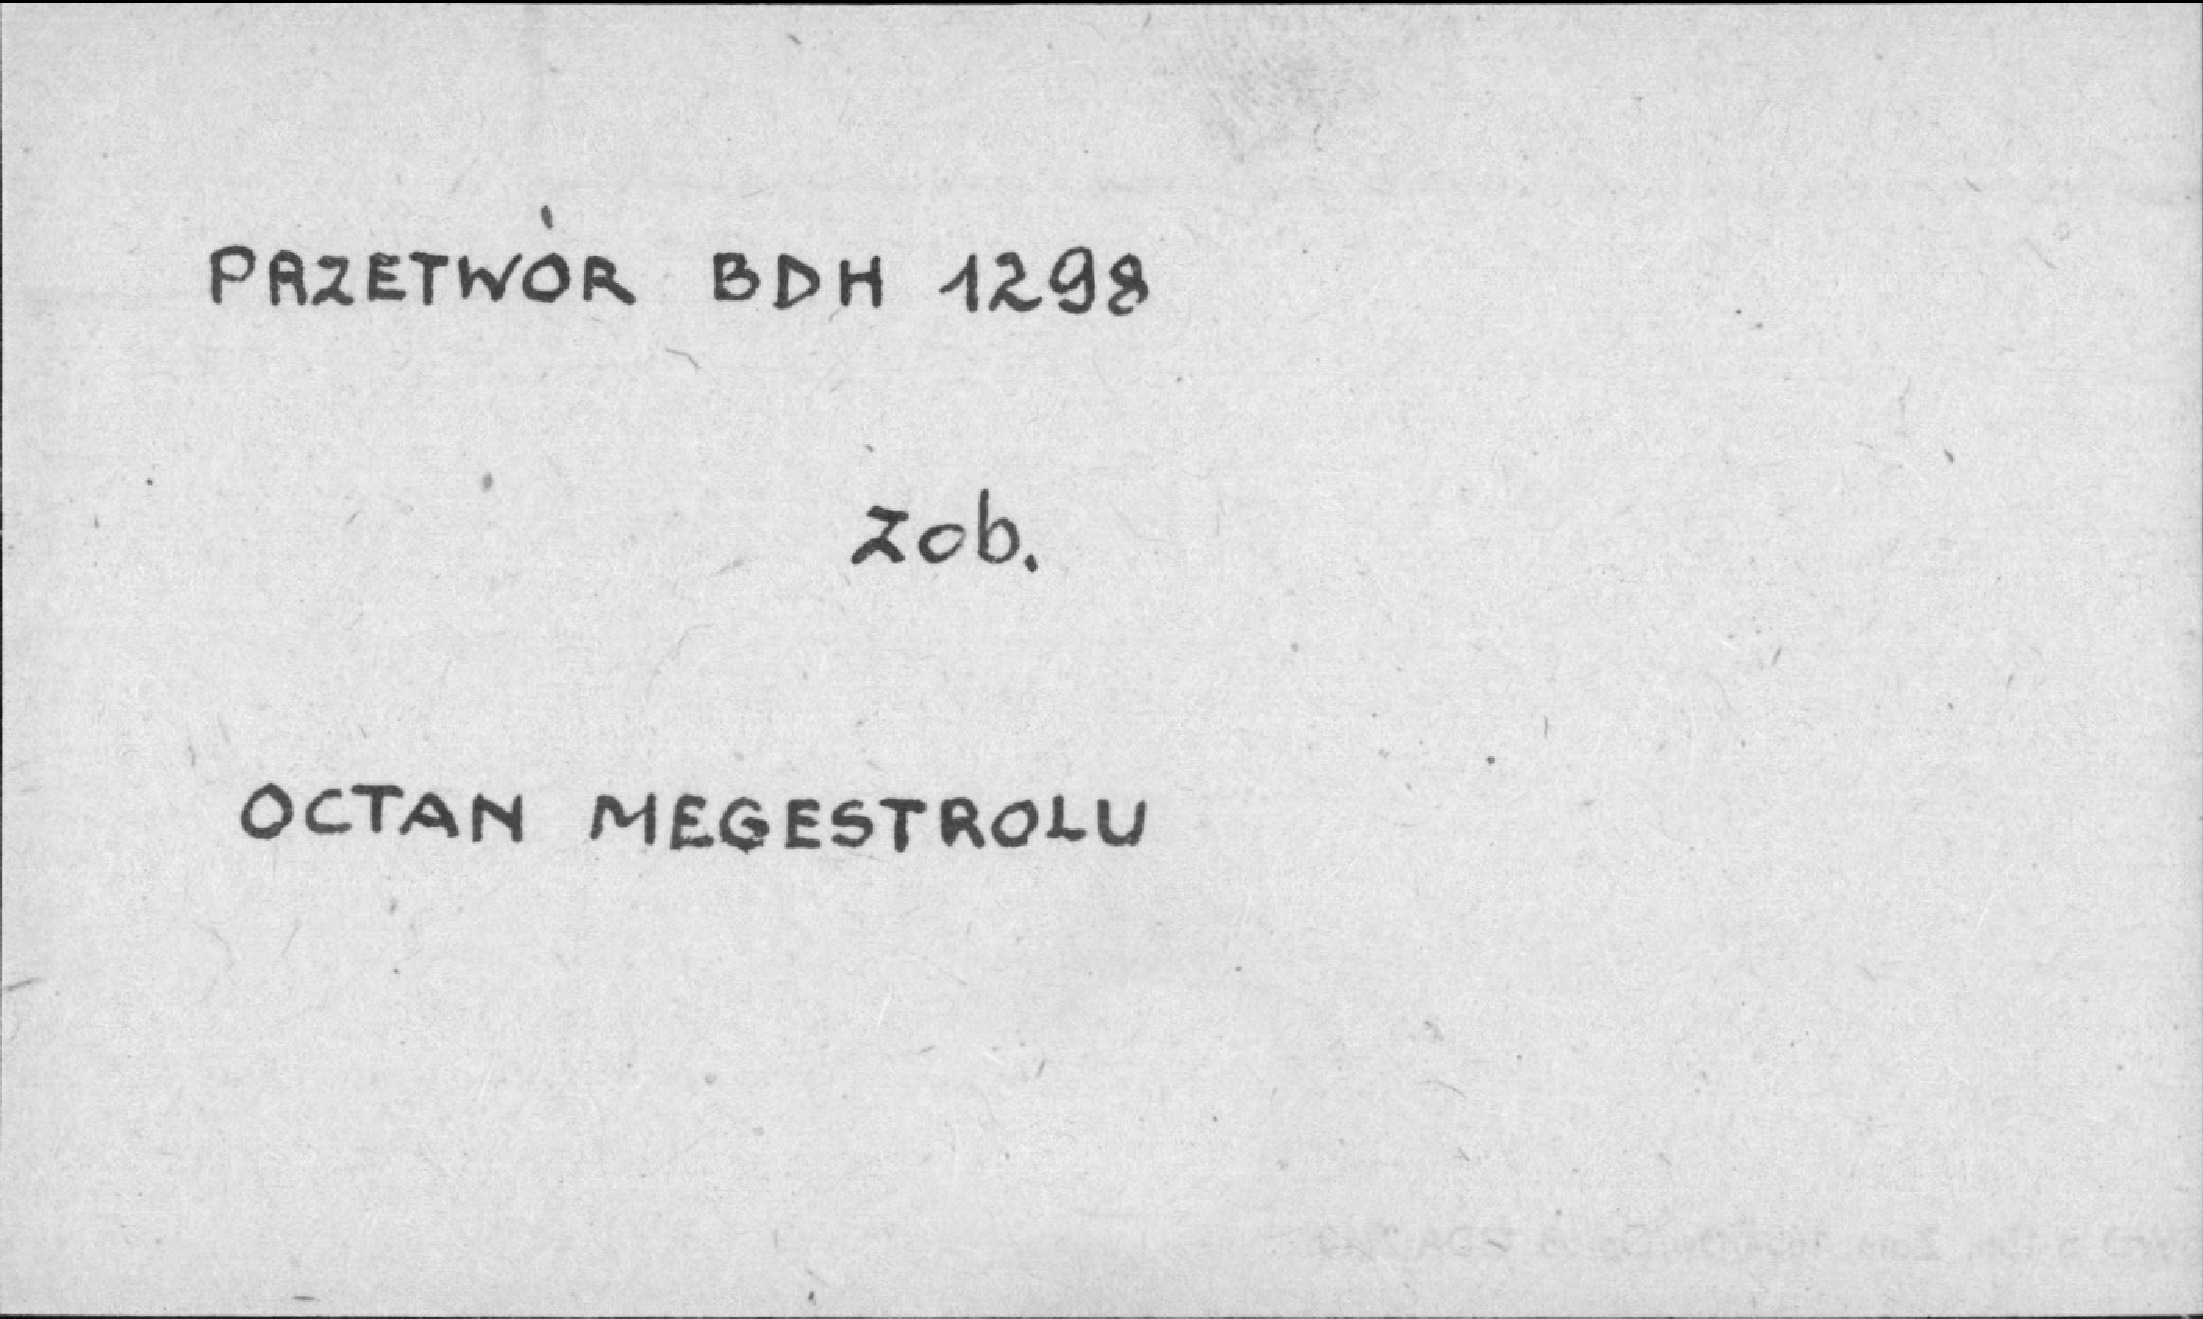 PRZETWÓR BDH 1298
zob.
OCTAN MEGESTROLU